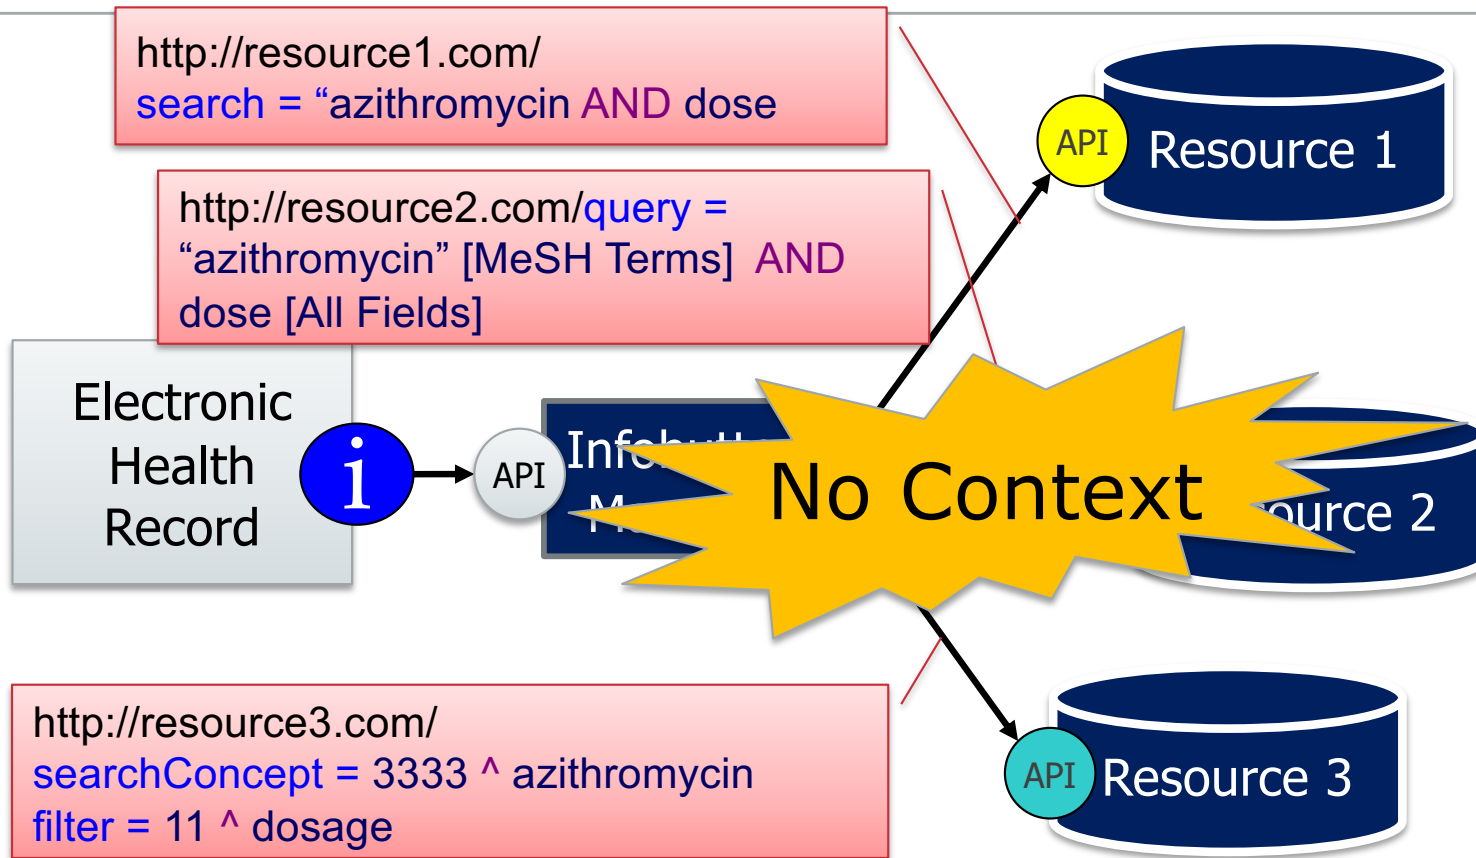 http://resource1.com/
search = “azithromycin AND dose
API
Resource 1
http://resource2.com/query =
“azithromycin” [MeSH Terms] AND
dose [All Fields]
Electronic
Health
Record
i
API
No Context
2
http://resource3.com/
searchConcept = 3333 ^ azithromycin
filter = 11 ^ dosage
API
Resource 3